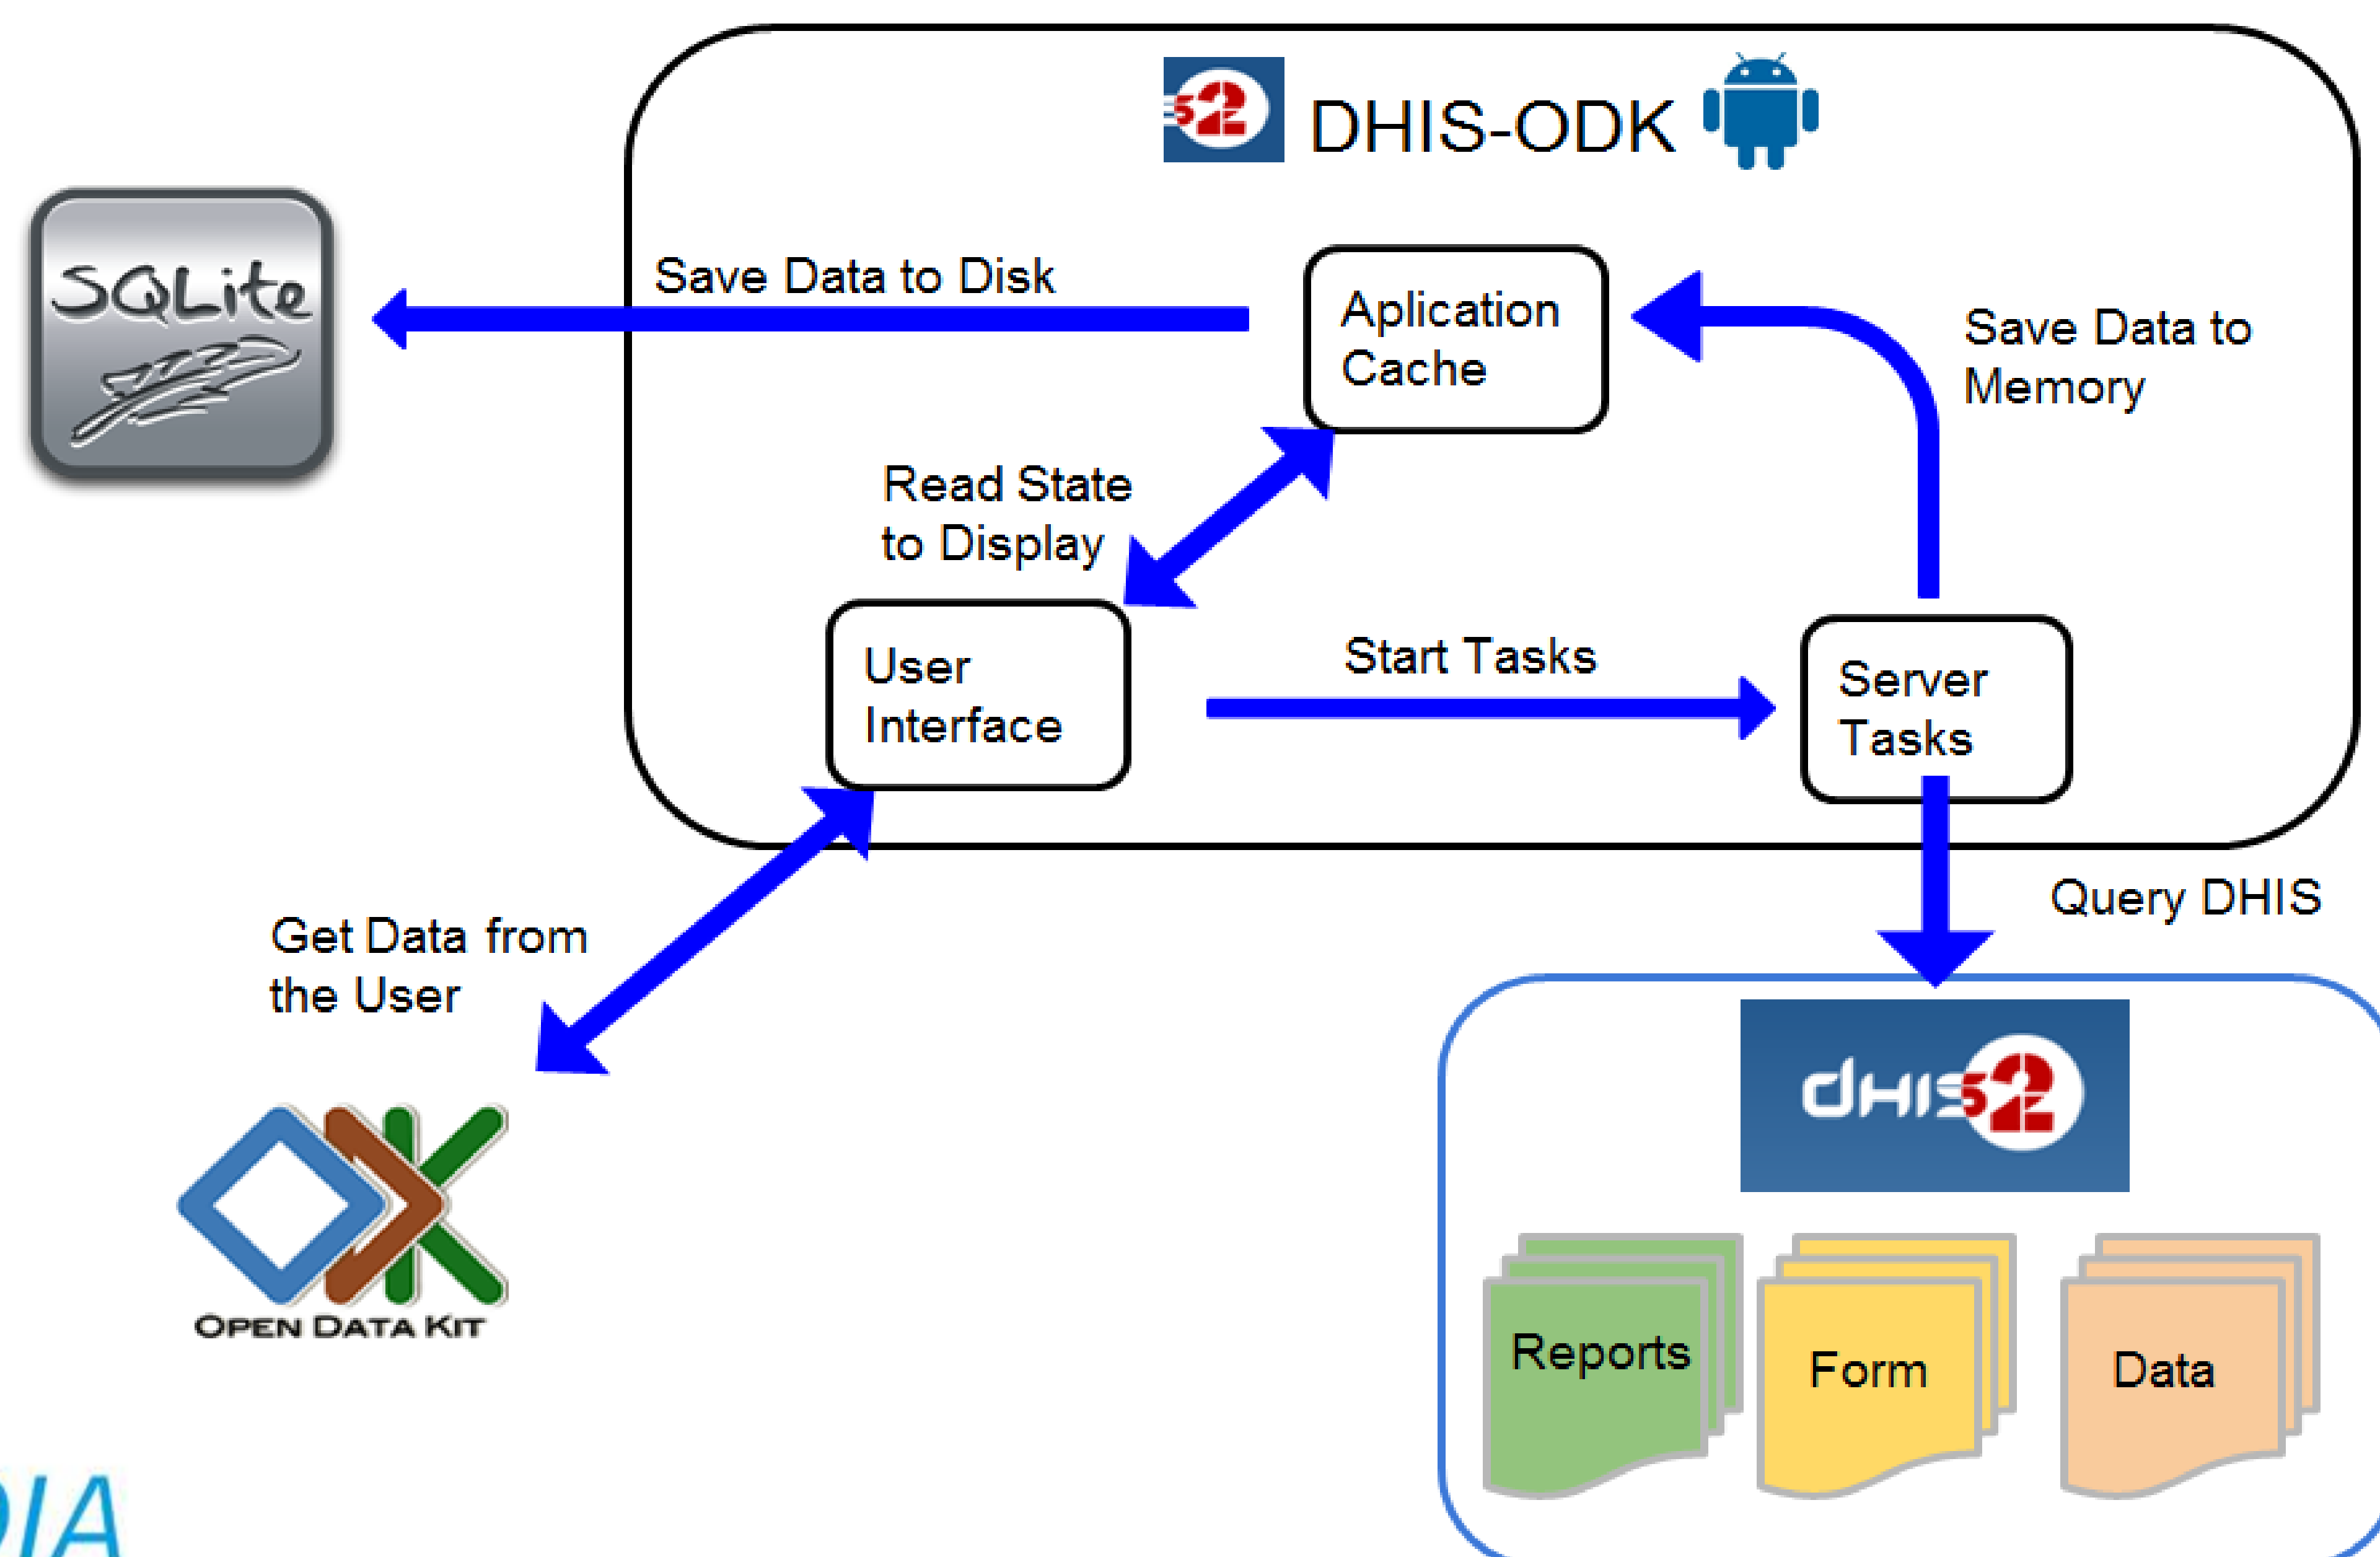 DHIS-ODK
SQLite
Save Data to Disk
Aplication
Cache
Save Data to
Memory
Read State
to Display
User
Interface
Start Tasks
Server
Tasks
Get Data from
the User
Query DHIS
OPEN DATA KIT
dHIS2
Reports
Form
Data